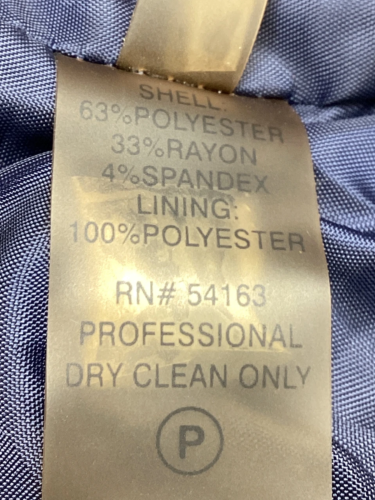 SHELL:
63%POLYESTER
33%RAYON
4%SPANDEX
LINING:
100%POLYESTER
RN# 54163
PROFESSIONAL
DRY CLEAN ONLY
P